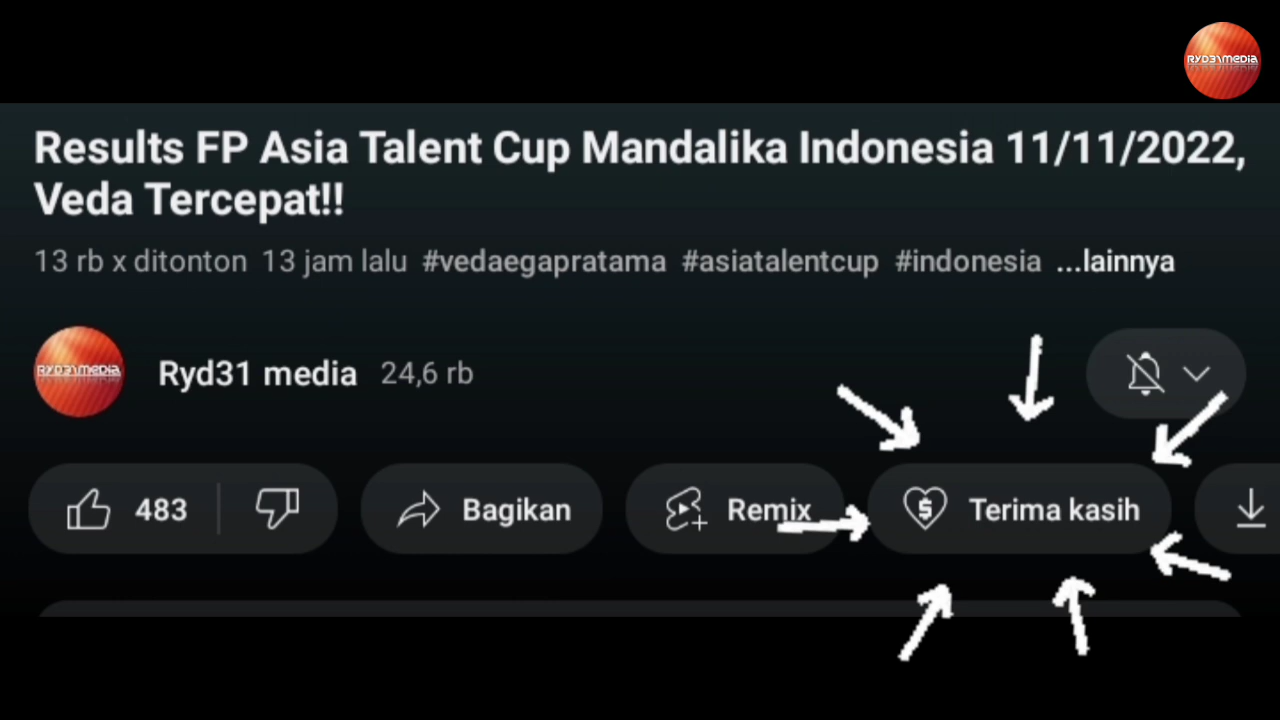 RYD31MEDIA
Results FP Asia Talent Cup Mandalika Indonesia 11/11/2022,
Veda Tercepat!!
13 rb x ditonton 13 jam lalu #vedaegapratama #asiatalentcup #indonesia ...lainnya
RYD31MEDIA
Ryd31 media 24,6 rb
483 Bagikan Remix $ Terima kasih